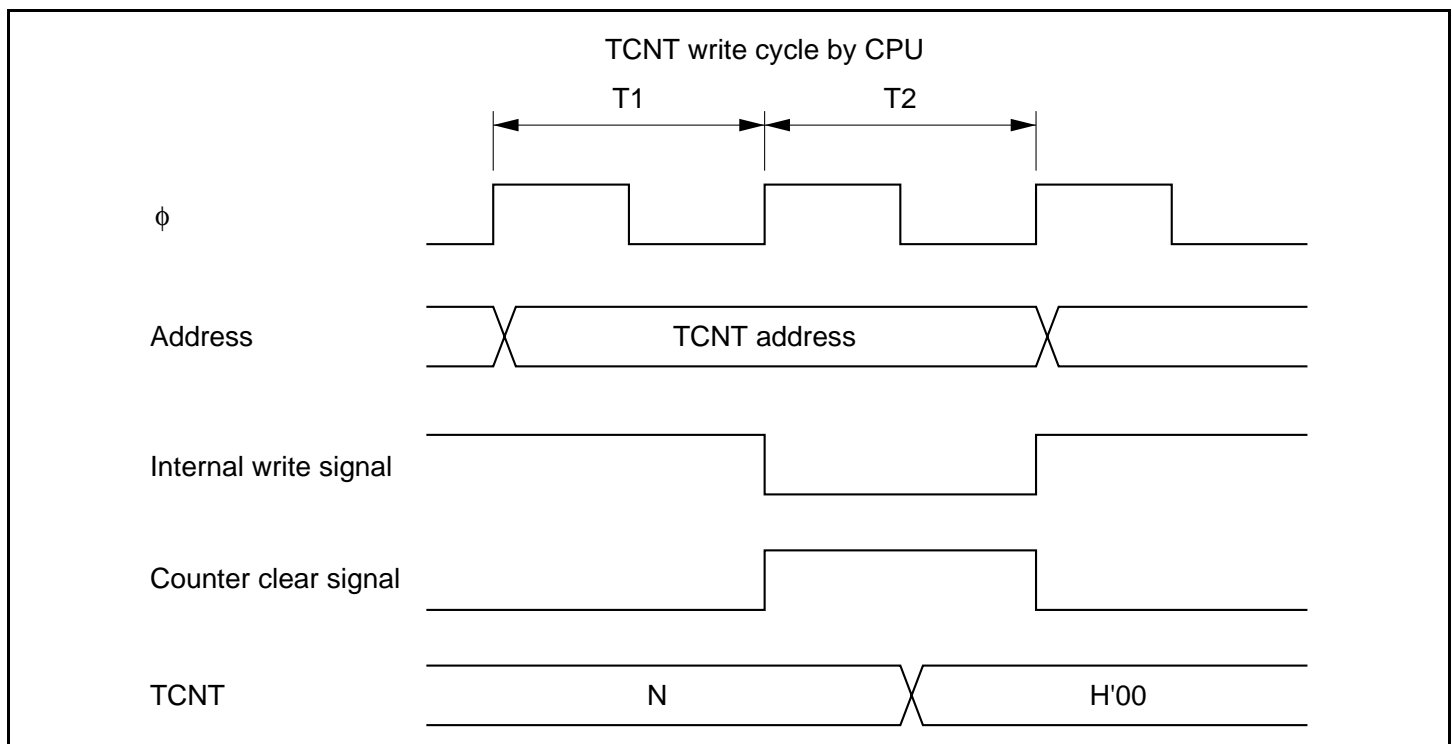 TCNT write cycle by CPU
T1 T2
ϕ
Address TCNT address
Internal write signal
Counter clear signal
TCNT N H'00